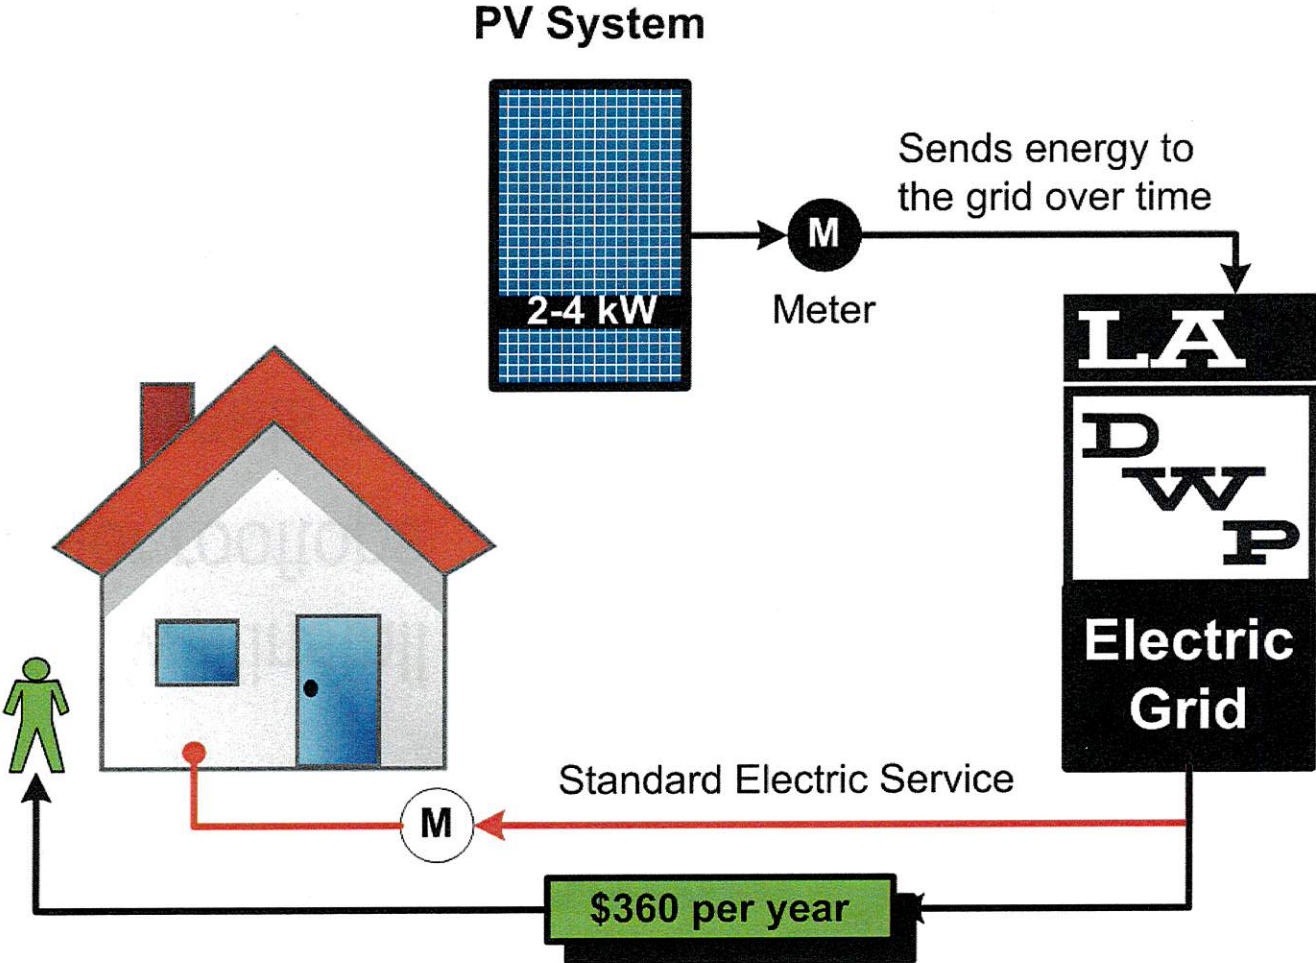 PV System
Sends energy to
the grid over time
M
2-4 kW
Meter
LA
D
W
P
Electric
Grid
Standard Electric Service
M
$360 per year